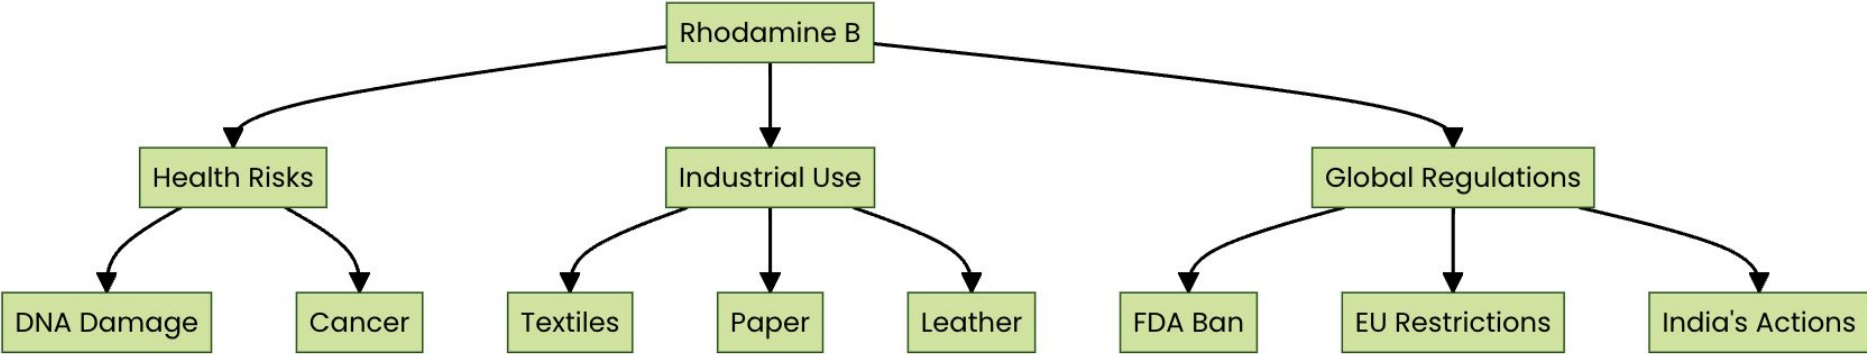 Rhodamine B
Health Risks
Industrial Use
Global Regulations
DNA Damage
Cancer
Textiles
Paper
Leather
FDA Ban
EU Restrictions
India's Actions